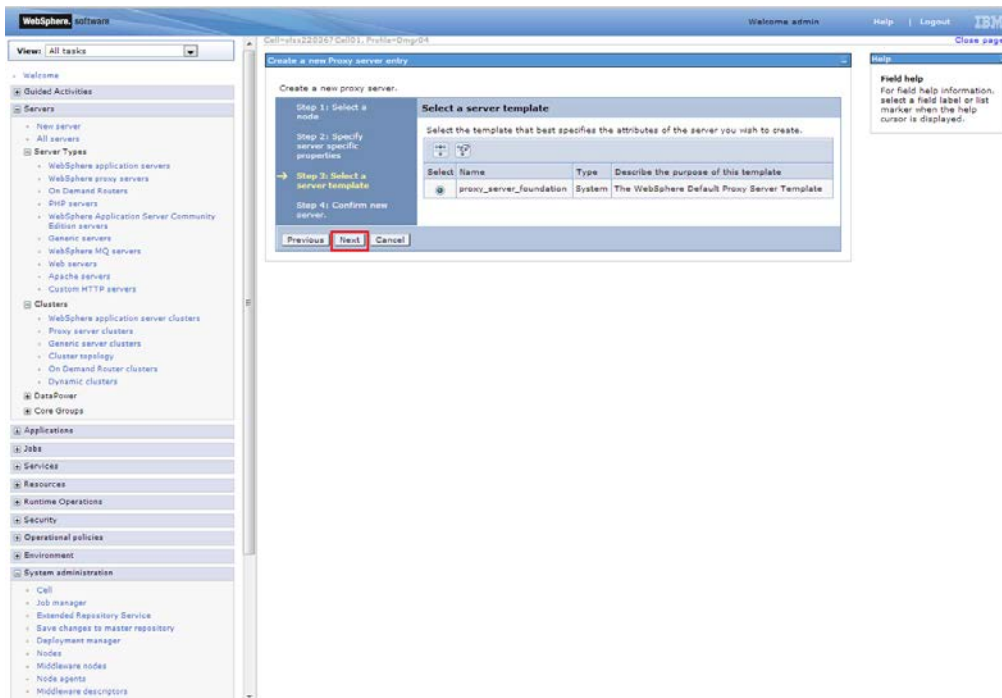 WebSphere. software
Welcome admin
Help | Logout
IBM
View: All tasks
Cell=
Profile=Dmgr04
Close page
Welcome
Guided Activities
Servers
New server
All servers
Server Types
WebSphere application servers
WebSphere proxy servers
On Demand Routers
PHP servers
WebSphere Application Server Community
Edition servers
Generic servers
WebSphere MQ servers
Web servers
Apache servers
Custom HTTP servers
Clusters
WebSphere application server clusters
Proxy server clusters
Generic server clusters
Cluster topology
On Demand Router clusters
Dynamic clusters
DataPower
Core Groups
Applications
Jobs
Services
Resources
Runtime Operations
Security
Operational policies
Environment
System administration
Cell
Job manager
Extended Repository Service
Save changes to master repository
Deployment manager
Nodes
Middleware nodes
Node agents
Middleware descriptors
Create a new Proxy server entry
Create a new proxy server.
Step 1: Select a
node
Step 2: Specify
server specific
properties
Step 3: Select a
server template
Step 4: Confirm new
server.
Select a server template
Select the template that best specifies the attributes of the server you wish to create.
Select Name Type Describe the purpose of this template
proxy_server_foundation System The WebSphere Default Proxy Server Template
Previous Next Cancel
Help
Field help
For field help information,
select a field label or list
marker when the help
cursor is displayed.